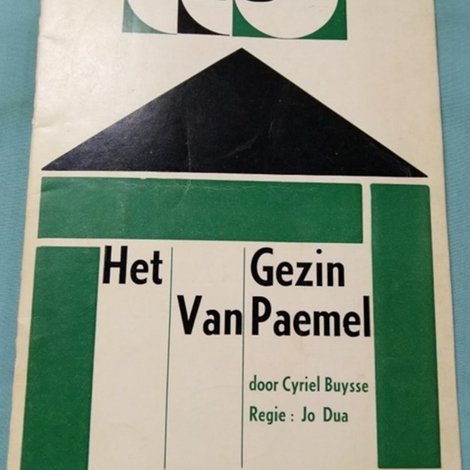 Het Gezin
Van Paemel
door Cyriel Buysse
Regie : Jo Dua